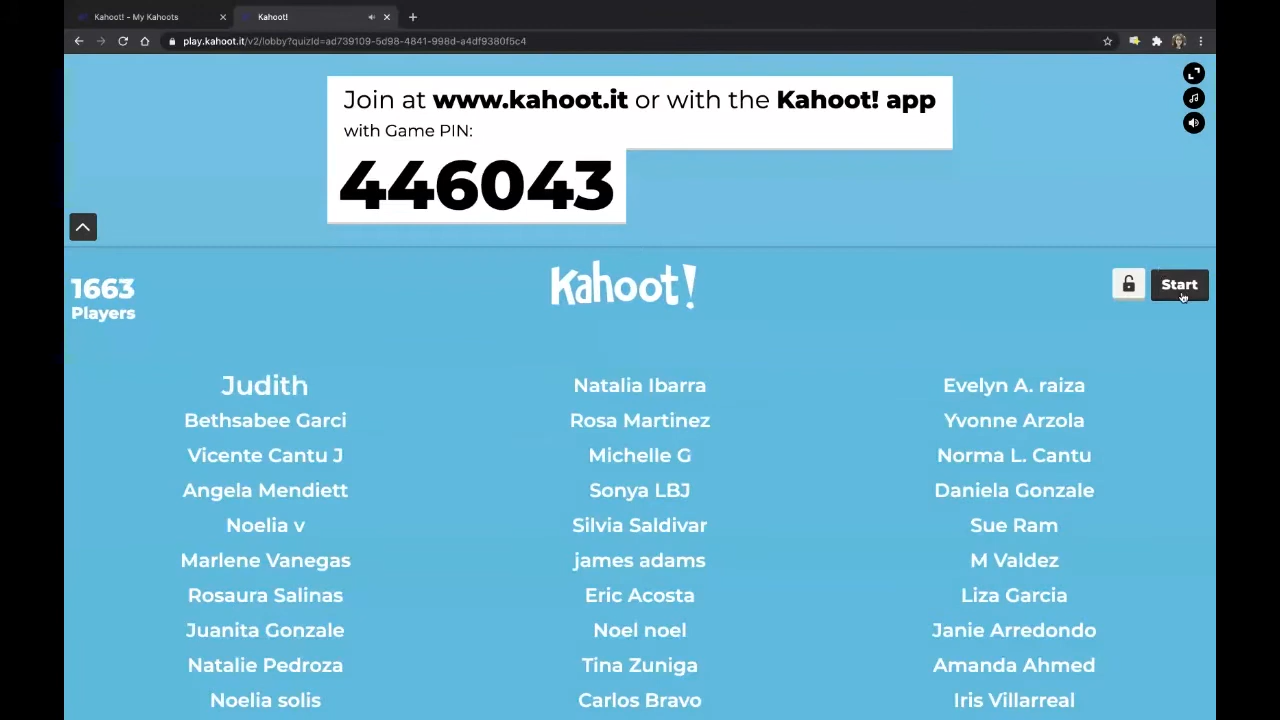 Kahoot! - My Kahoots
Kahoot!
play.kahoot.it/v2/lobby?quizId=ad739109-5d98-4841-998d-a4df9380f5c4
Join at www.kahoot.it or with the Kahoot! app
with Game PIN:
446043
1663
Players
Kahoot!
Start
Judith Natalia Ibarra Evelyn A. raiza
Bethsabee Garci Rosa Martinez Yvonne Arzola
Vicente Cantu J Michelle G Norma L. Cantu
Angela Mendiett Sonya LBJ Daniela Gonzale
Noelia v Silvia Saldivar Sue Ram
Marlene Vanegas james adams M Valdez
Rosaura Salinas Eric Acosta Liza Garcia
Juanita Gonzale Noel noel Janie Arredondo
Natalie Pedroza Tina Zuniga Amanda Ahmed
Noelia solis Carlos Bravo Iris Villarreal